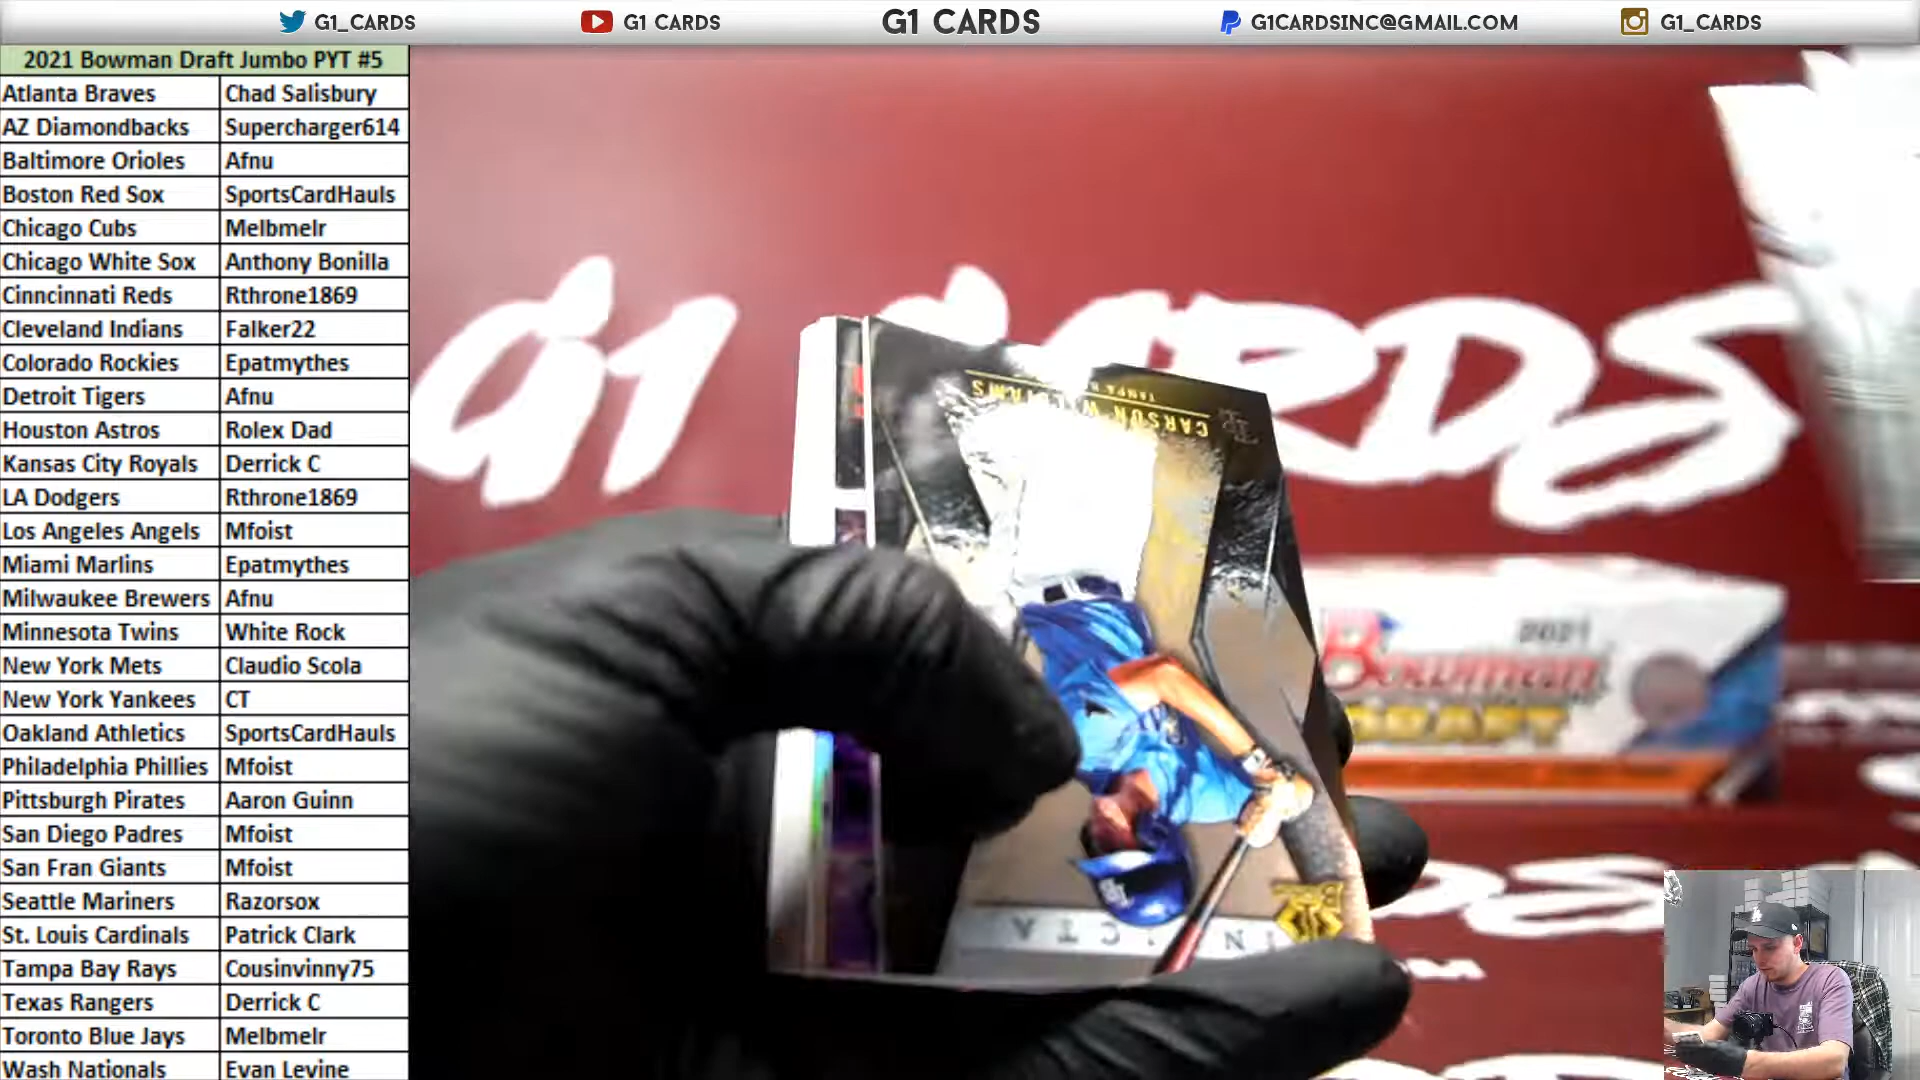 G1_CARDS G1 CARDS G1 CARDS G1CARDSINC@GMAIL.COM G1_CARDS
2021 Bowman Draft Jumbo PYT #5
Atlanta Braves Chad Salisbury
AZ Diamondbacks Supercharger614
Baltimore Orioles Afnu
Boston Red Sox SportsCardHauls
Chicago Cubs Melbmelr
Chicago White Sox Anthony Bonilla
Cinncinnati Reds Rthrone1869
Cleveland Indians Falker22
Colorado Rockies Epatmythes
Detroit Tigers Afnu
Houston Astros Rolex Dad
Kansas City Royals Derrick C
LA Dodgers Rthrone1869
Los Angeles Angels Mfoist
Miami Marlins Epatmythes
Milwaukee Brewers Afnu
Minnesota Twins White Rock
New York Mets Claudio Scola
New York Yankees CT
Oakland Athletics SportsCardHauls
Philadelphia Phillies Mfoist
Pittsburgh Pirates Aaron Guinn
San Diego Padres Mfoist
San Fran Giants Mfoist
Seattle Mariners Razorsox
St. Louis Cardinals Patrick Clark
Tampa Bay Rays Cousinvinny75
Texas Rangers Derrick C
Toronto Blue Jays Melbmelr
Wash Nationals Evan Levine
G1 CARDS
CARSON WILLIAMS
TAMPA
INVICTA
2021
Bowman
DRAFT